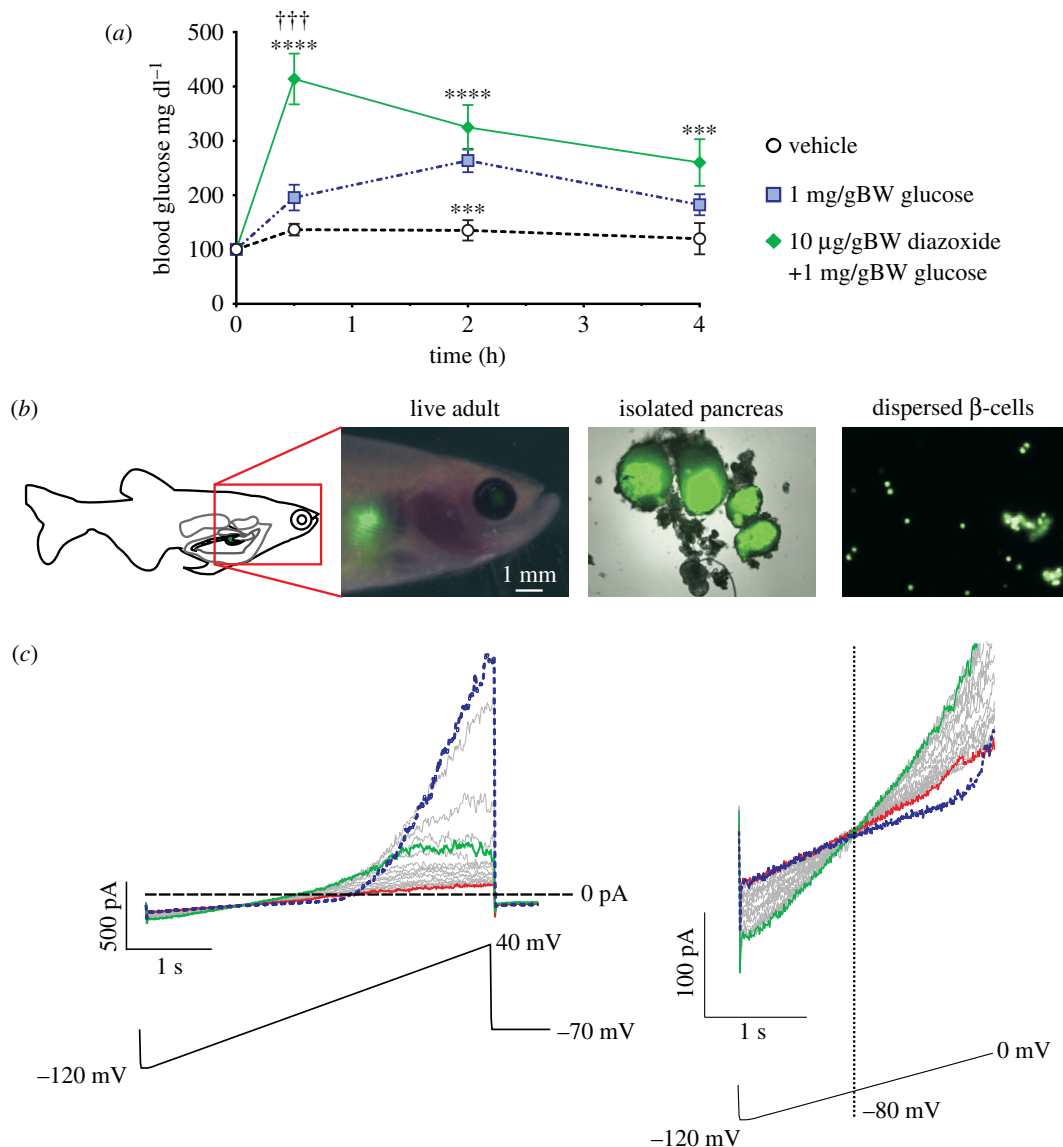 (a)
500
400
300
200
100
0
blood glucose mg dl⁻¹
†††
****
****
***
***
0
1
2
3
4
time (h)
vehicle
1 mg/gBW glucose
10 µg/gBW diazoxide
+1 mg/gBW glucose
(b)
live adult
isolated pancreas
dispersed β-cells
1 mm
(c)
500 pA
1 s
0 pA
40 mV
–70 mV
–120 mV
100 pA
1 s
0 mV
–80 mV
–120 mV